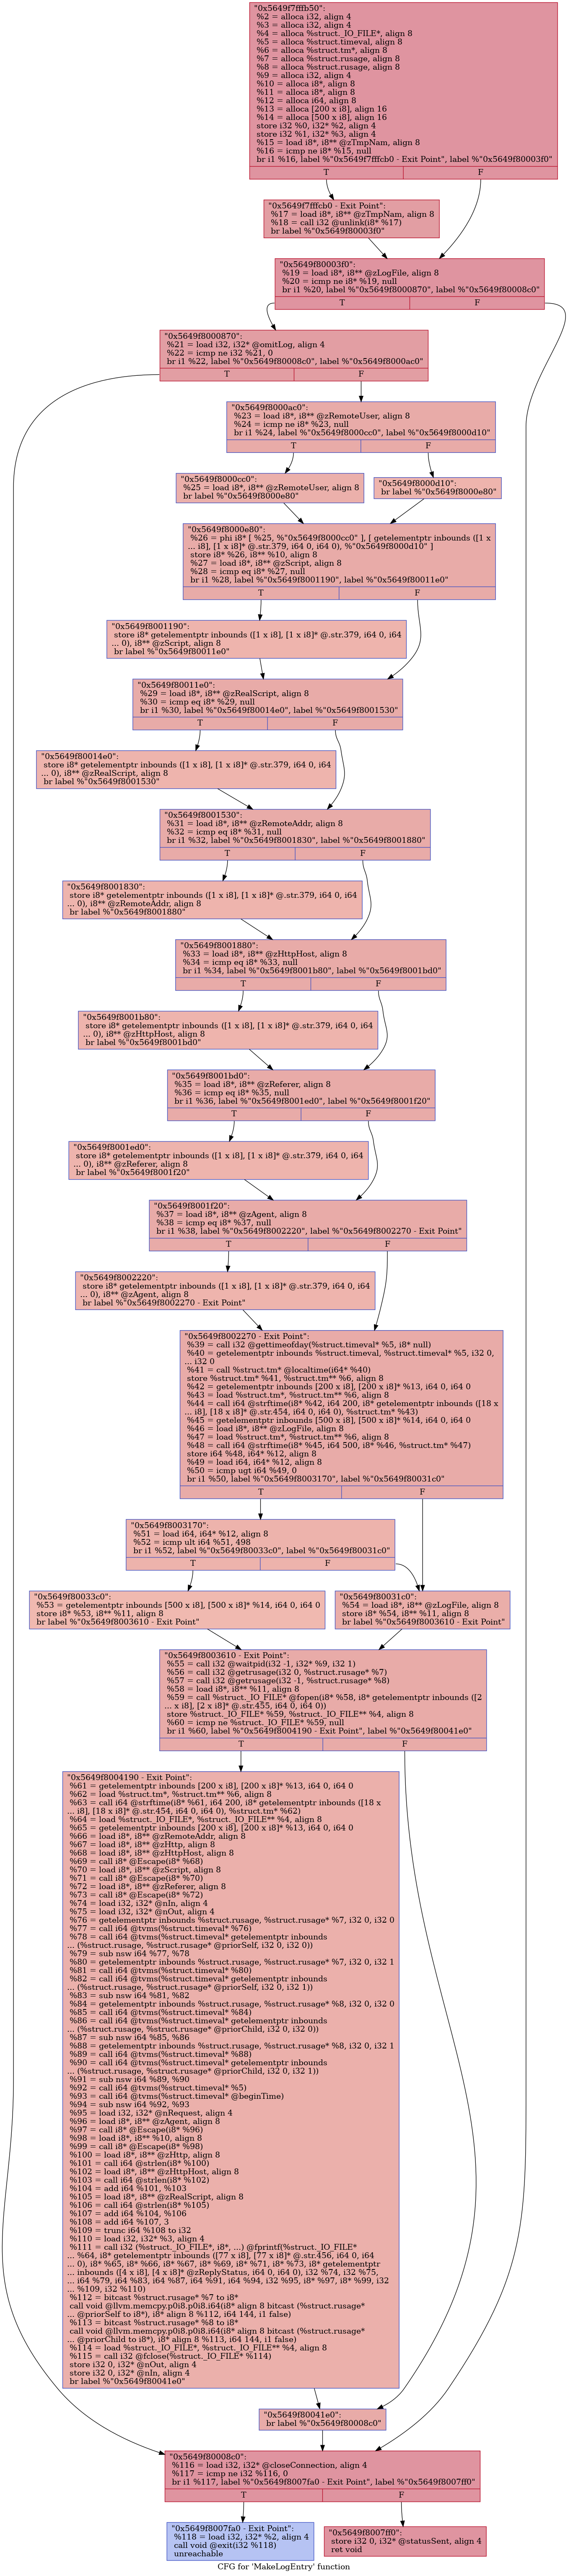 "0x5649f7fffb50":
%2 = alloca i32, align 4
%3 = alloca i32, align 4
%4 = alloca %struct._IO_FILE*, align 8
%5 = alloca %struct.timeval, align 8
%6 = alloca %struct.tm*, align 8
%7 = alloca %struct.rusage, align 8
%8 = alloca %struct.rusage, align 8
%9 = alloca i32, align 4
%10 = alloca i8*, align 8
%11 = alloca i8*, align 8
%12 = alloca i64, align 8
%13 = alloca [200 x i8], align 16
%14 = alloca [500 x i8], align 16
store i32 %0, i32* %2, align 4
store i32 %1, i32* %3, align 4
%15 = load i8*, i8** @zTmpNam, align 8
%16 = icmp ne i8* %15, null
br i1 %16, label %"0x5649f7fffcb0 - Exit Point", label %"0x5649f80003f0"
T F
"0x5649f7fffcb0 - Exit Point":
%17 = load i8*, i8** @zTmpNam, align 8
%18 = call i32 @unlink(i8* %17)
br label %"0x5649f80003f0"
"0x5649f80003f0":
%19 = load i8*, i8** @zLogFile, align 8
%20 = icmp ne i8* %19, null
br i1 %20, label %"0x5649f8000870", label %"0x5649f80008c0"
T F
"0x5649f8000870":
%21 = load i32, i32* @omitLog, align 4
%22 = icmp ne i32 %21, 0
br i1 %22, label %"0x5649f80008c0", label %"0x5649f8000ac0"
T F
"0x5649f8000ac0":
%23 = load i8*, i8** @zRemoteUser, align 8
%24 = icmp ne i8* %23, null
br i1 %24, label %"0x5649f8000cc0", label %"0x5649f8000d10"
T F
"0x5649f8000cc0":
%25 = load i8*, i8** @zRemoteUser, align 8
br label %"0x5649f8000e80"
"0x5649f8000d10":
br label %"0x5649f8000e80"
"0x5649f8000e80":
%26 = phi i8* [ %25, %"0x5649f8000cc0" ], [ getelementptr inbounds ([1 x
... i8], [1 x i8]* @.str.379, i64 0, i64 0), %"0x5649f8000d10" ]
store i8* %26, i8** %10, align 8
%27 = load i8*, i8** @zScript, align 8
%28 = icmp eq i8* %27, null
br i1 %28, label %"0x5649f8001190", label %"0x5649f80011e0"
T F
"0x5649f8001190":
store i8* getelementptr inbounds ([1 x i8], [1 x i8]* @.str.379, i64 0, i64
... 0), i8** @zScript, align 8
br label %"0x5649f80011e0"
"0x5649f80011e0":
%29 = load i8*, i8** @zRealScript, align 8
%30 = icmp eq i8* %29, null
br i1 %30, label %"0x5649f80014e0", label %"0x5649f8001530"
T F
"0x5649f80014e0":
store i8* getelementptr inbounds ([1 x i8], [1 x i8]* @.str.379, i64 0, i64
... 0), i8** @zRealScript, align 8
br label %"0x5649f8001530"
"0x5649f8001530":
%31 = load i8*, i8** @zRemoteAddr, align 8
%32 = icmp eq i8* %31, null
br i1 %32, label %"0x5649f8001830", label %"0x5649f8001880"
T F
"0x5649f8001830":
store i8* getelementptr inbounds ([1 x i8], [1 x i8]* @.str.379, i64 0, i64
... 0), i8** @zRemoteAddr, align 8
br label %"0x5649f8001880"
"0x5649f8001880":
%33 = load i8*, i8** @zHttpHost, align 8
%34 = icmp eq i8* %33, null
br i1 %34, label %"0x5649f8001b80", label %"0x5649f8001bd0"
T F
"0x5649f8001b80":
store i8* getelementptr inbounds ([1 x i8], [1 x i8]* @.str.379, i64 0, i64
... 0), i8** @zHttpHost, align 8
br label %"0x5649f8001bd0"
"0x5649f8001bd0":
%35 = load i8*, i8** @zReferer, align 8
%36 = icmp eq i8* %35, null
br i1 %36, label %"0x5649f8001ed0", label %"0x5649f8001f20"
T F
"0x5649f8001ed0":
store i8* getelementptr inbounds ([1 x i8], [1 x i8]* @.str.379, i64 0, i64
... 0), i8** @zReferer, align 8
br label %"0x5649f8001f20"
"0x5649f8001f20":
%37 = load i8*, i8** @zAgent, align 8
%38 = icmp eq i8* %37, null
br i1 %38, label %"0x5649f8002220", label %"0x5649f8002270 - Exit Point"
T F
"0x5649f8002220":
store i8* getelementptr inbounds ([1 x i8], [1 x i8]* @.str.379, i64 0, i64
... 0), i8** @zAgent, align 8
br label %"0x5649f8002270 - Exit Point"
"0x5649f8002270 - Exit Point":
%39 = call i32 @gettimeofday(%struct.timeval* %5, i8* null)
%40 = getelementptr inbounds %struct.timeval, %struct.timeval* %5, i32 0,
... i32 0
%41 = call %struct.tm* @localtime(i64* %40)
store %struct.tm* %41, %struct.tm** %6, align 8
%42 = getelementptr inbounds [200 x i8], [200 x i8]* %13, i64 0, i64 0
%43 = load %struct.tm*, %struct.tm** %6, align 8
%44 = call i64 @strftime(i8* %42, i64 200, i8* getelementptr inbounds ([18 x
... i8], [18 x i8]* @.str.454, i64 0, i64 0), %struct.tm* %43)
%45 = getelementptr inbounds [500 x i8], [500 x i8]* %14, i64 0, i64 0
%46 = load i8*, i8** @zLogFile, align 8
%47 = load %struct.tm*, %struct.tm** %6, align 8
%48 = call i64 @strftime(i8* %45, i64 500, i8* %46, %struct.tm* %47)
store i64 %48, i64* %12, align 8
%49 = load i64, i64* %12, align 8
%50 = icmp ugt i64 %49, 0
br i1 %50, label %"0x5649f8003170", label %"0x5649f80031c0"
T F
"0x5649f8003170":
%51 = load i64, i64* %12, align 8
%52 = icmp ult i64 %51, 498
br i1 %52, label %"0x5649f80033c0", label %"0x5649f80031c0"
T F
"0x5649f80033c0":
%53 = getelementptr inbounds [500 x i8], [500 x i8]* %14, i64 0, i64 0
store i8* %53, i8** %11, align 8
br label %"0x5649f8003610 - Exit Point"
"0x5649f80031c0":
%54 = load i8*, i8** @zLogFile, align 8
store i8* %54, i8** %11, align 8
br label %"0x5649f8003610 - Exit Point"
"0x5649f8003610 - Exit Point":
%55 = call i32 @waitpid(i32 -1, i32* %9, i32 1)
%56 = call i32 @getrusage(i32 0, %struct.rusage* %7)
%57 = call i32 @getrusage(i32 -1, %struct.rusage* %8)
%58 = load i8*, i8** %11, align 8
%59 = call %struct._IO_FILE* @fopen(i8* %58, i8* getelementptr inbounds ([2
... x i8], [2 x i8]* @.str.455, i64 0, i64 0))
store %struct._IO_FILE* %59, %struct._IO_FILE** %4, align 8
%60 = icmp ne %struct._IO_FILE* %59, null
br i1 %60, label %"0x5649f8004190 - Exit Point", label %"0x5649f80041e0"
T F
"0x5649f8004190 - Exit Point":
%61 = getelementptr inbounds [200 x i8], [200 x i8]* %13, i64 0, i64 0
%62 = load %struct.tm*, %struct.tm** %6, align 8
%63 = call i64 @strftime(i8* %61, i64 200, i8* getelementptr inbounds ([18 x
... i8], [18 x i8]* @.str.454, i64 0, i64 0), %struct.tm* %62)
%64 = load %struct._IO_FILE*, %struct._IO_FILE** %4, align 8
%65 = getelementptr inbounds [200 x i8], [200 x i8]* %13, i64 0, i64 0
%66 = load i8*, i8** @zRemoteAddr, align 8
%67 = load i8*, i8** @zHttp, align 8
%68 = load i8*, i8** @zHttpHost, align 8
%69 = call i8* @Escape(i8* %68)
%70 = load i8*, i8** @zScript, align 8
%71 = call i8* @Escape(i8* %70)
%72 = load i8*, i8** @zReferer, align 8
%73 = call i8* @Escape(i8* %72)
%74 = load i32, i32* @nIn, align 4
%75 = load i32, i32* @nOut, align 4
%76 = getelementptr inbounds %struct.rusage, %struct.rusage* %7, i32 0, i32 0
%77 = call i64 @tvms(%struct.timeval* %76)
%78 = call i64 @tvms(%struct.timeval* getelementptr inbounds
... (%struct.rusage, %struct.rusage* @priorSelf, i32 0, i32 0))
%79 = sub nsw i64 %77, %78
%80 = getelementptr inbounds %struct.rusage, %struct.rusage* %7, i32 0, i32 1
%81 = call i64 @tvms(%struct.timeval* %80)
%82 = call i64 @tvms(%struct.timeval* getelementptr inbounds
... (%struct.rusage, %struct.rusage* @priorSelf, i32 0, i32 1))
%83 = sub nsw i64 %81, %82
%84 = getelementptr inbounds %struct.rusage, %struct.rusage* %8, i32 0, i32 0
%85 = call i64 @tvms(%struct.timeval* %84)
%86 = call i64 @tvms(%struct.timeval* getelementptr inbounds
... (%struct.rusage, %struct.rusage* @priorChild, i32 0, i32 0))
%87 = sub nsw i64 %85, %86
%88 = getelementptr inbounds %struct.rusage, %struct.rusage* %8, i32 0, i32 1
%89 = call i64 @tvms(%struct.timeval* %88)
%90 = call i64 @tvms(%struct.timeval* getelementptr inbounds
... (%struct.rusage, %struct.rusage* @priorChild, i32 0, i32 1))
%91 = sub nsw i64 %89, %90
%92 = call i64 @tvms(%struct.timeval* %5)
%93 = call i64 @tvms(%struct.timeval* @beginTime)
%94 = sub nsw i64 %92, %93
%95 = load i32, i32* @nRequest, align 4
%96 = load i8*, i8** @zAgent, align 8
%97 = call i8* @Escape(i8* %96)
%98 = load i8*, i8** %10, align 8
%99 = call i8* @Escape(i8* %98)
%100 = load i8*, i8** @zHttp, align 8
%101 = call i64 @strlen(i8* %100)
%102 = load i8*, i8** @zHttpHost, align 8
%103 = call i64 @strlen(i8* %102)
%104 = add i64 %101, %103
%105 = load i8*, i8** @zRealScript, align 8
%106 = call i64 @strlen(i8* %105)
%107 = add i64 %104, %106
%108 = add i64 %107, 3
%109 = trunc i64 %108 to i32
%110 = load i32, i32* %3, align 4
%111 = call i32 (%struct._IO_FILE*, i8*, ...) @fprintf(%struct._IO_FILE*
... %64, i8* getelementptr inbounds ([77 x i8], [77 x i8]* @.str.456, i64 0, i64
... 0), i8* %65, i8* %66, i8* %67, i8* %69, i8* %71, i8* %73, i8* getelementptr
... inbounds ([4 x i8], [4 x i8]* @zReplyStatus, i64 0, i64 0), i32 %74, i32 %75,
... i64 %79, i64 %83, i64 %87, i64 %91, i64 %94, i32 %95, i8* %97, i8* %99, i32
... %109, i32 %110)
%112 = bitcast %struct.rusage* %7 to i8*
call void @llvm.memcpy.p0i8.p0i8.i64(i8* align 8 bitcast (%struct.rusage*
... @priorSelf to i8*), i8* align 8 %112, i64 144, i1 false)
%113 = bitcast %struct.rusage* %8 to i8*
call void @llvm.memcpy.p0i8.p0i8.i64(i8* align 8 bitcast (%struct.rusage*
... @priorChild to i8*), i8* align 8 %113, i64 144, i1 false)
%114 = load %struct._IO_FILE*, %struct._IO_FILE** %4, align 8
%115 = call i32 @fclose(%struct._IO_FILE* %114)
store i32 0, i32* @nOut, align 4
store i32 0, i32* @nIn, align 4
br label %"0x5649f80041e0"
"0x5649f80041e0":
br label %"0x5649f80008c0"
"0x5649f80008c0":
%116 = load i32, i32* @closeConnection, align 4
%117 = icmp ne i32 %116, 0
br i1 %117, label %"0x5649f8007fa0 - Exit Point", label %"0x5649f8007ff0"
T F
"0x5649f8007fa0 - Exit Point":
%118 = load i32, i32* %2, align 4
call void @exit(i32 %118)
unreachable
"0x5649f8007ff0":
store i32 0, i32* @statusSent, align 4
ret void
CFG for 'MakeLogEntry' function